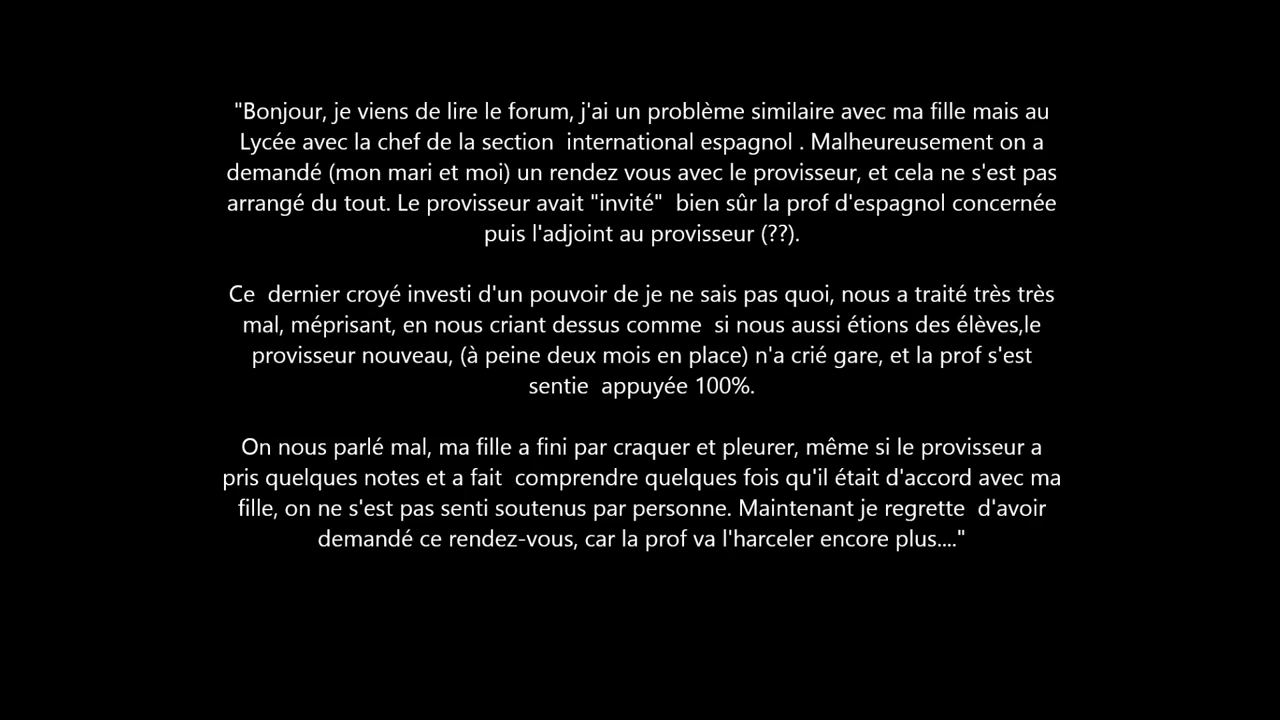 "Bonjour, je viens de lire le forum, j'ai un problème similaire avec ma fille mais au
Lycée avec la chef de la section  international espagnol . Malheureusement on a
demandé (mon mari et moi) un rendez vous avec le provisseur, et cela ne s'est pas
arrangé du tout. Le provisseur avait "invité"  bien sûr la prof d'espagnol concernée
puis l'adjoint au provisseur (??).
Ce  dernier croyé investi d'un pouvoir de je ne sais pas quoi, nous a traité très très
mal, méprisant, en nous criant dessus comme  si nous aussi étions des élèves,le
provisseur nouveau, (à peine deux mois en place) n'a crié gare, et la prof s'est
sentie  appuyée 100%.
On nous parlé mal, ma fille a fini par craquer et pleurer, même si le provisseur a
pris quelques notes et a fait  comprendre quelques fois qu'il était d'accord avec ma
fille, on ne s'est pas senti soutenus par personne. Maintenant je regrette  d'avoir
demandé ce rendez-vous, car la prof va l'harceler encore plus...."